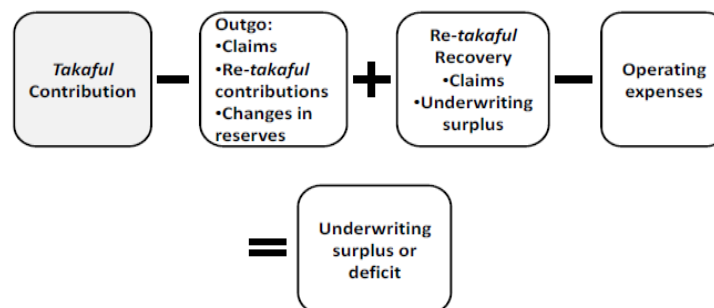 Takaful
Contribution
Outgo:
•Claims
•Re-takaful
contributions
•Changes in
reserves
Re-takaful
Recovery
•Claims
•Underwriting
surplus
Operating
expenses
Underwriting
surplus or
deficit